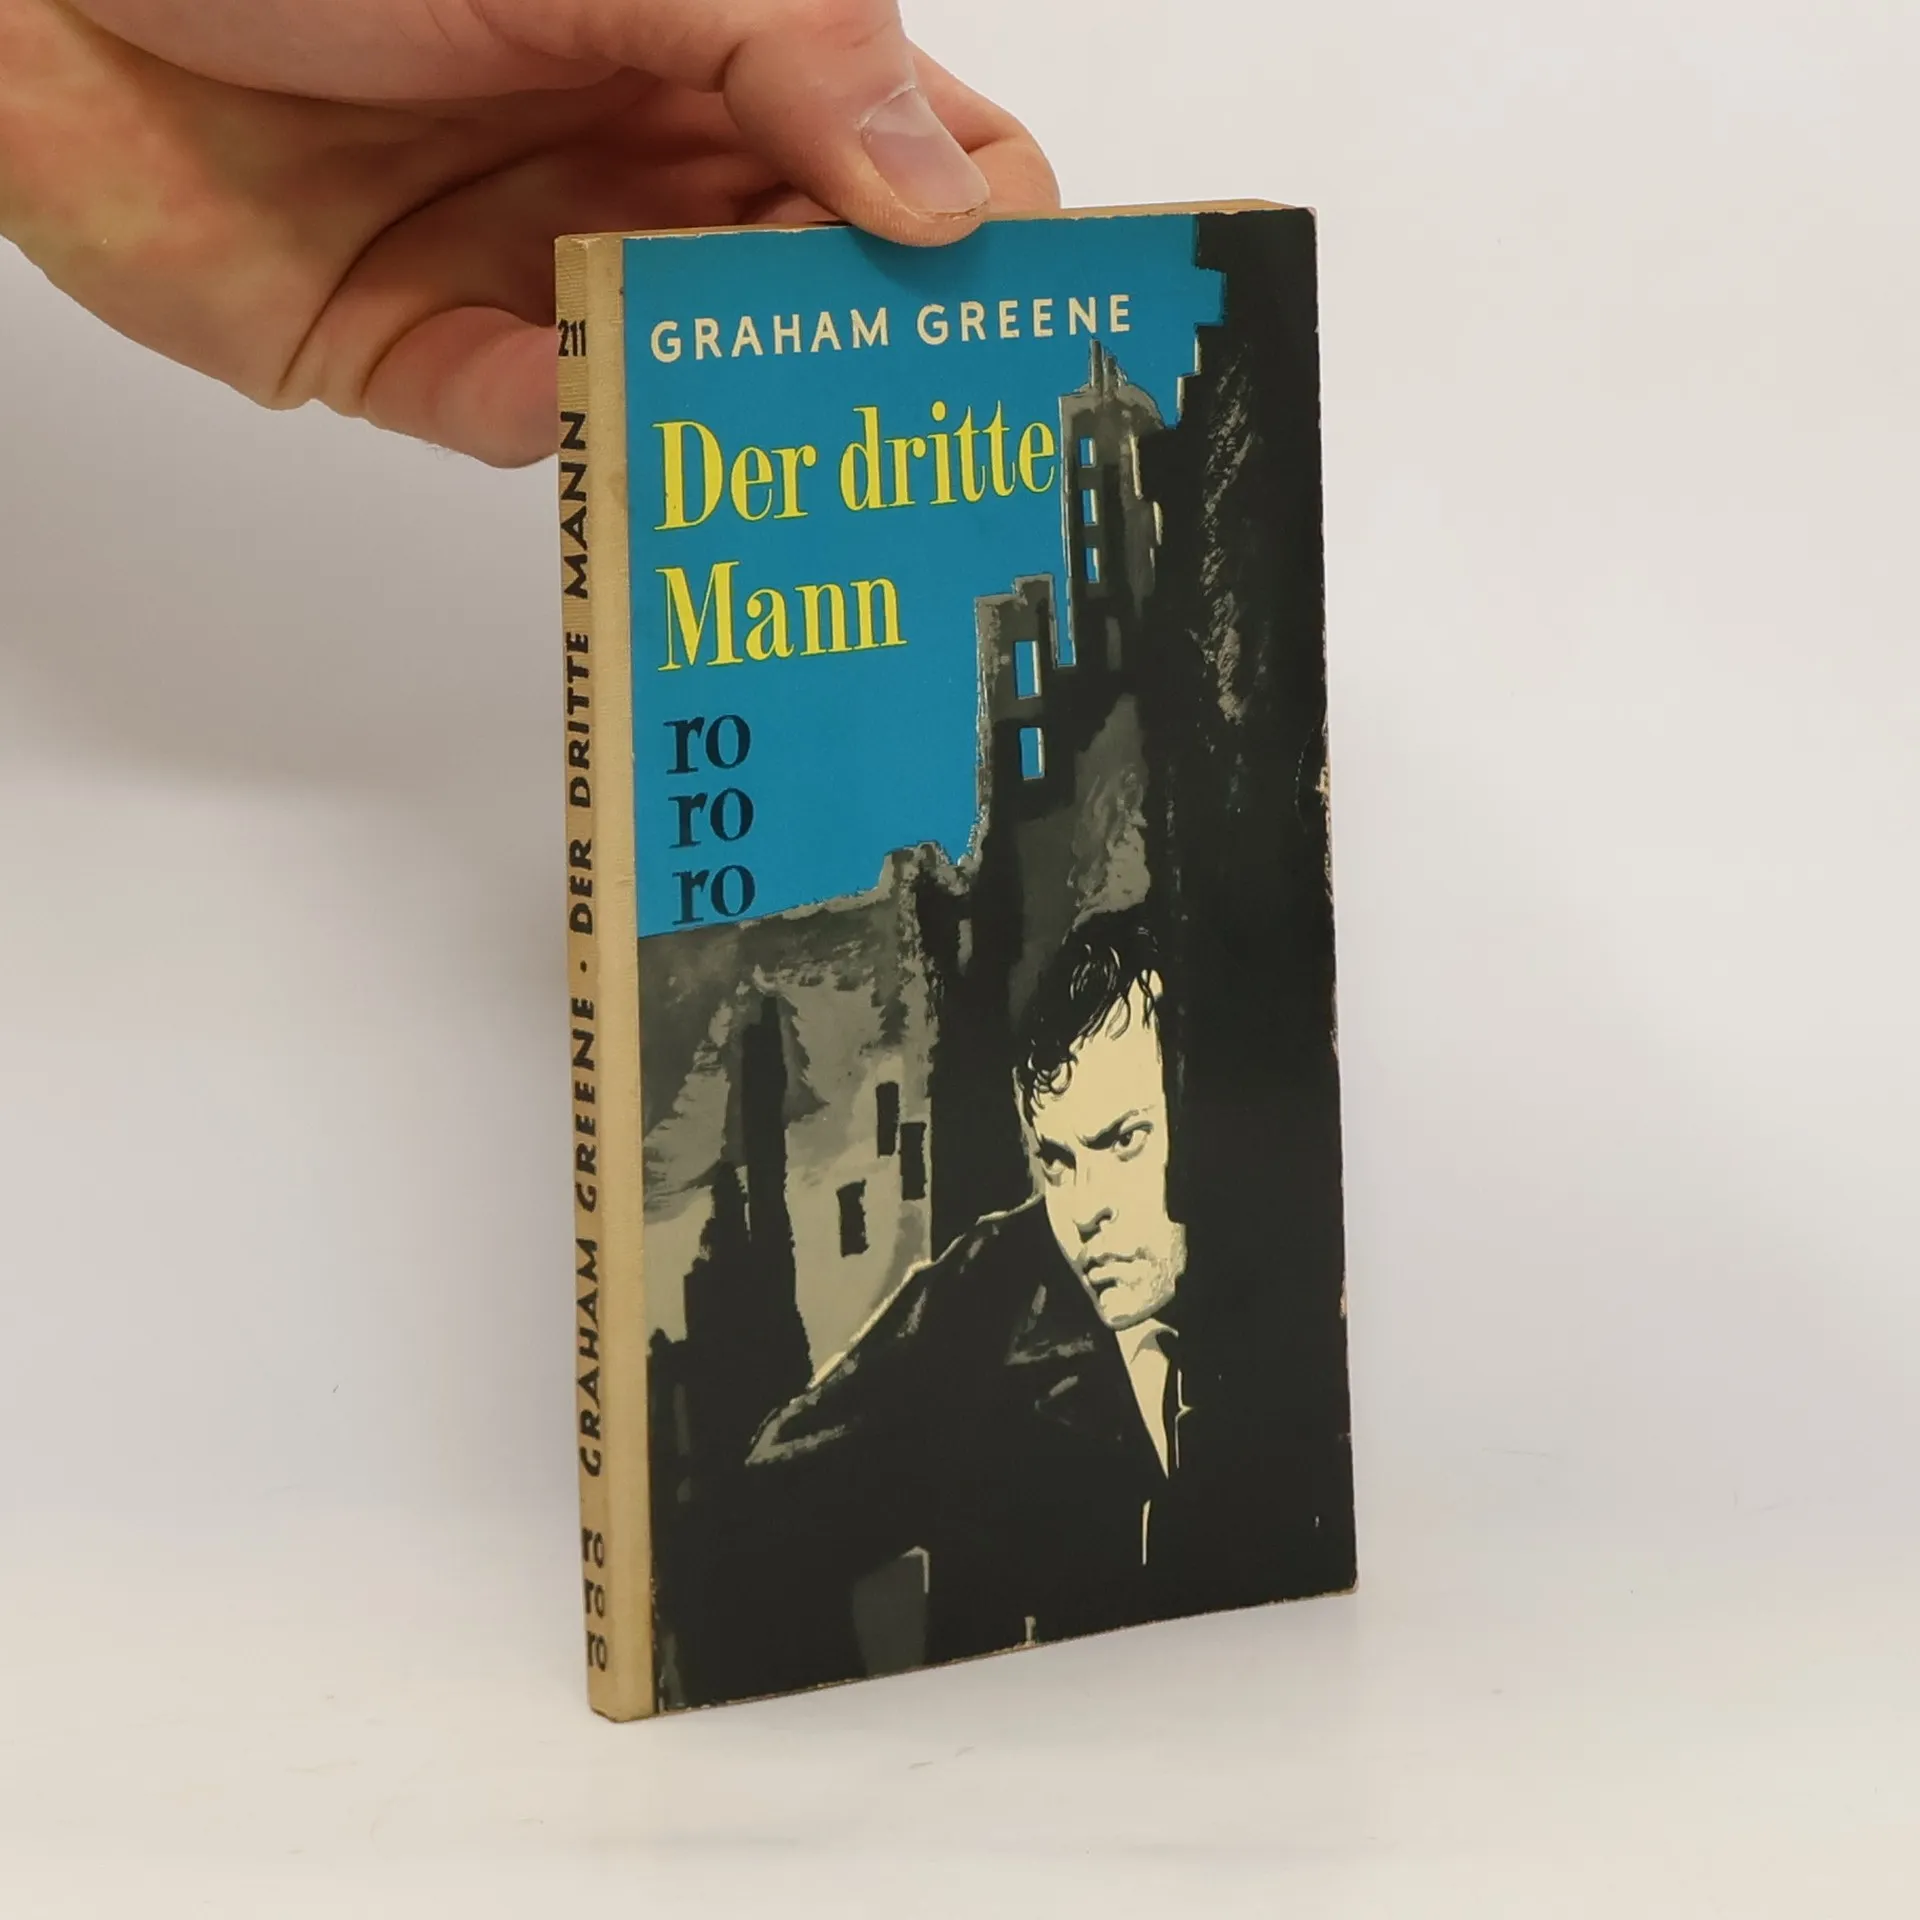 GRAHAM GREENE
Der dritte
Mann
ro
ro
ro
211
GRAHAM GREENE · DER DRITTE MANN
ro
ro
ro